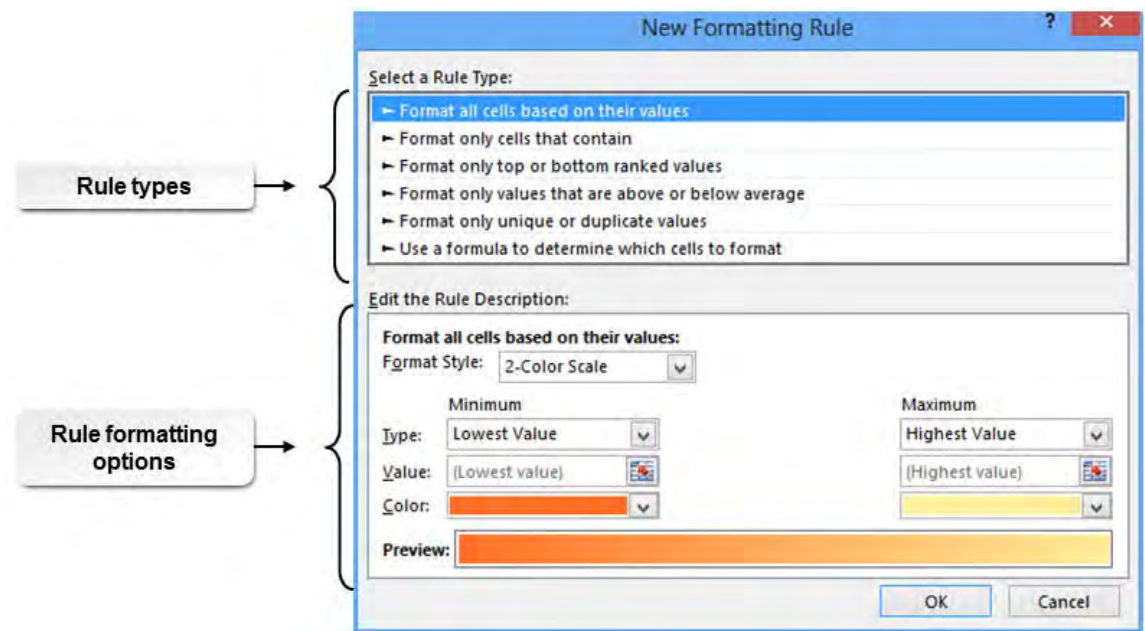 New Formatting Rule
?
×
Select a Rule Type:
► Format all cells based on their values
► Format only cells that contain
► Format only top or bottom ranked values
► Format only values that are above or below average
► Format only unique or duplicate values
► Use a formula to determine which cells to format
Rule types
Edit the Rule Description:
Format all cells based on their values:
Format Style: 2-Color Scale
Minimum Maximum
Type: Lowest Value Highest Value
Value: (Lowest value) (Highest value)
Color:
Preview:
Rule formatting
options
OK Cancel